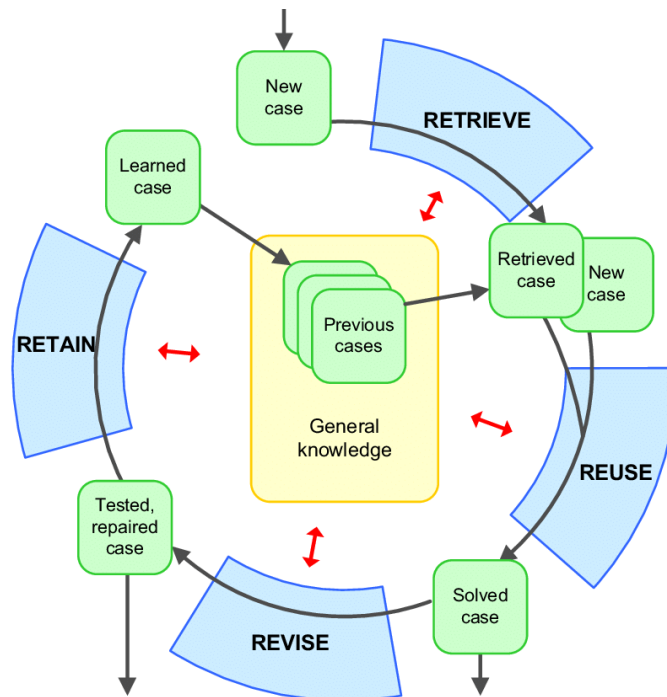 New
case
RETRIEVE
Learned
case
Retrieved
case
New
case
Previous
cases
RETAIN
General
knowledge
REUSE
Tested,
repaired
case
Solved
case
REVISE